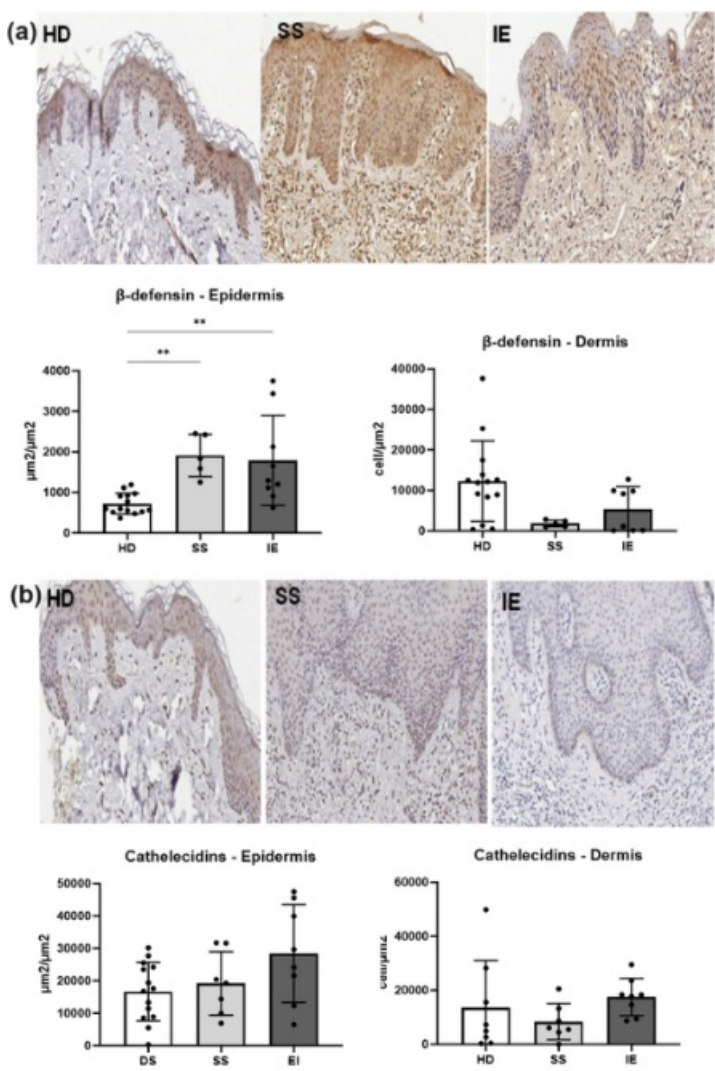 (a) HD SS IE
β-defensin - Epidermis
**
**
4000
3000
2000
1000
0
μm2/μm2
HD SS IE
β-defensin - Dermis
40000
30000
20000
10000
0
cell/μm2
HD SS IE
(b) HD SS IE
Cathelecidins - Epidermis
50000
40000
30000
20000
10000
0
μm2/μm2
DS SS EI
Cathelecidins - Dermis
60000
40000
20000
0
HD SS IE